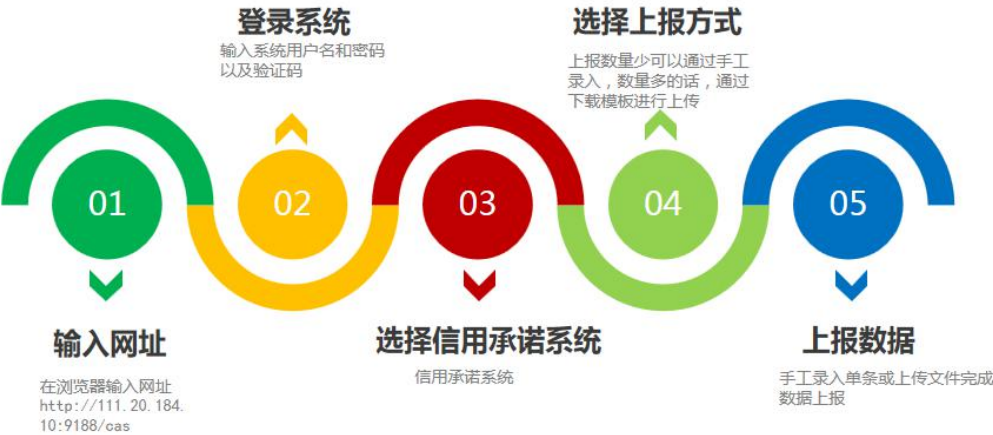 登录系统
输入系统用户名和密码
以及验证码
选择上报方式
上报数量少可以通过手工
录入，数量多的话，通过
下载模板进行上传
01
02
03
04
05
输入网址
在浏览器输入网址
http://111.20.184.
10:9188/cas
选择信用承诺系统
信用承诺系统
上报数据
手工录入单条或上传文件完成
数据上报